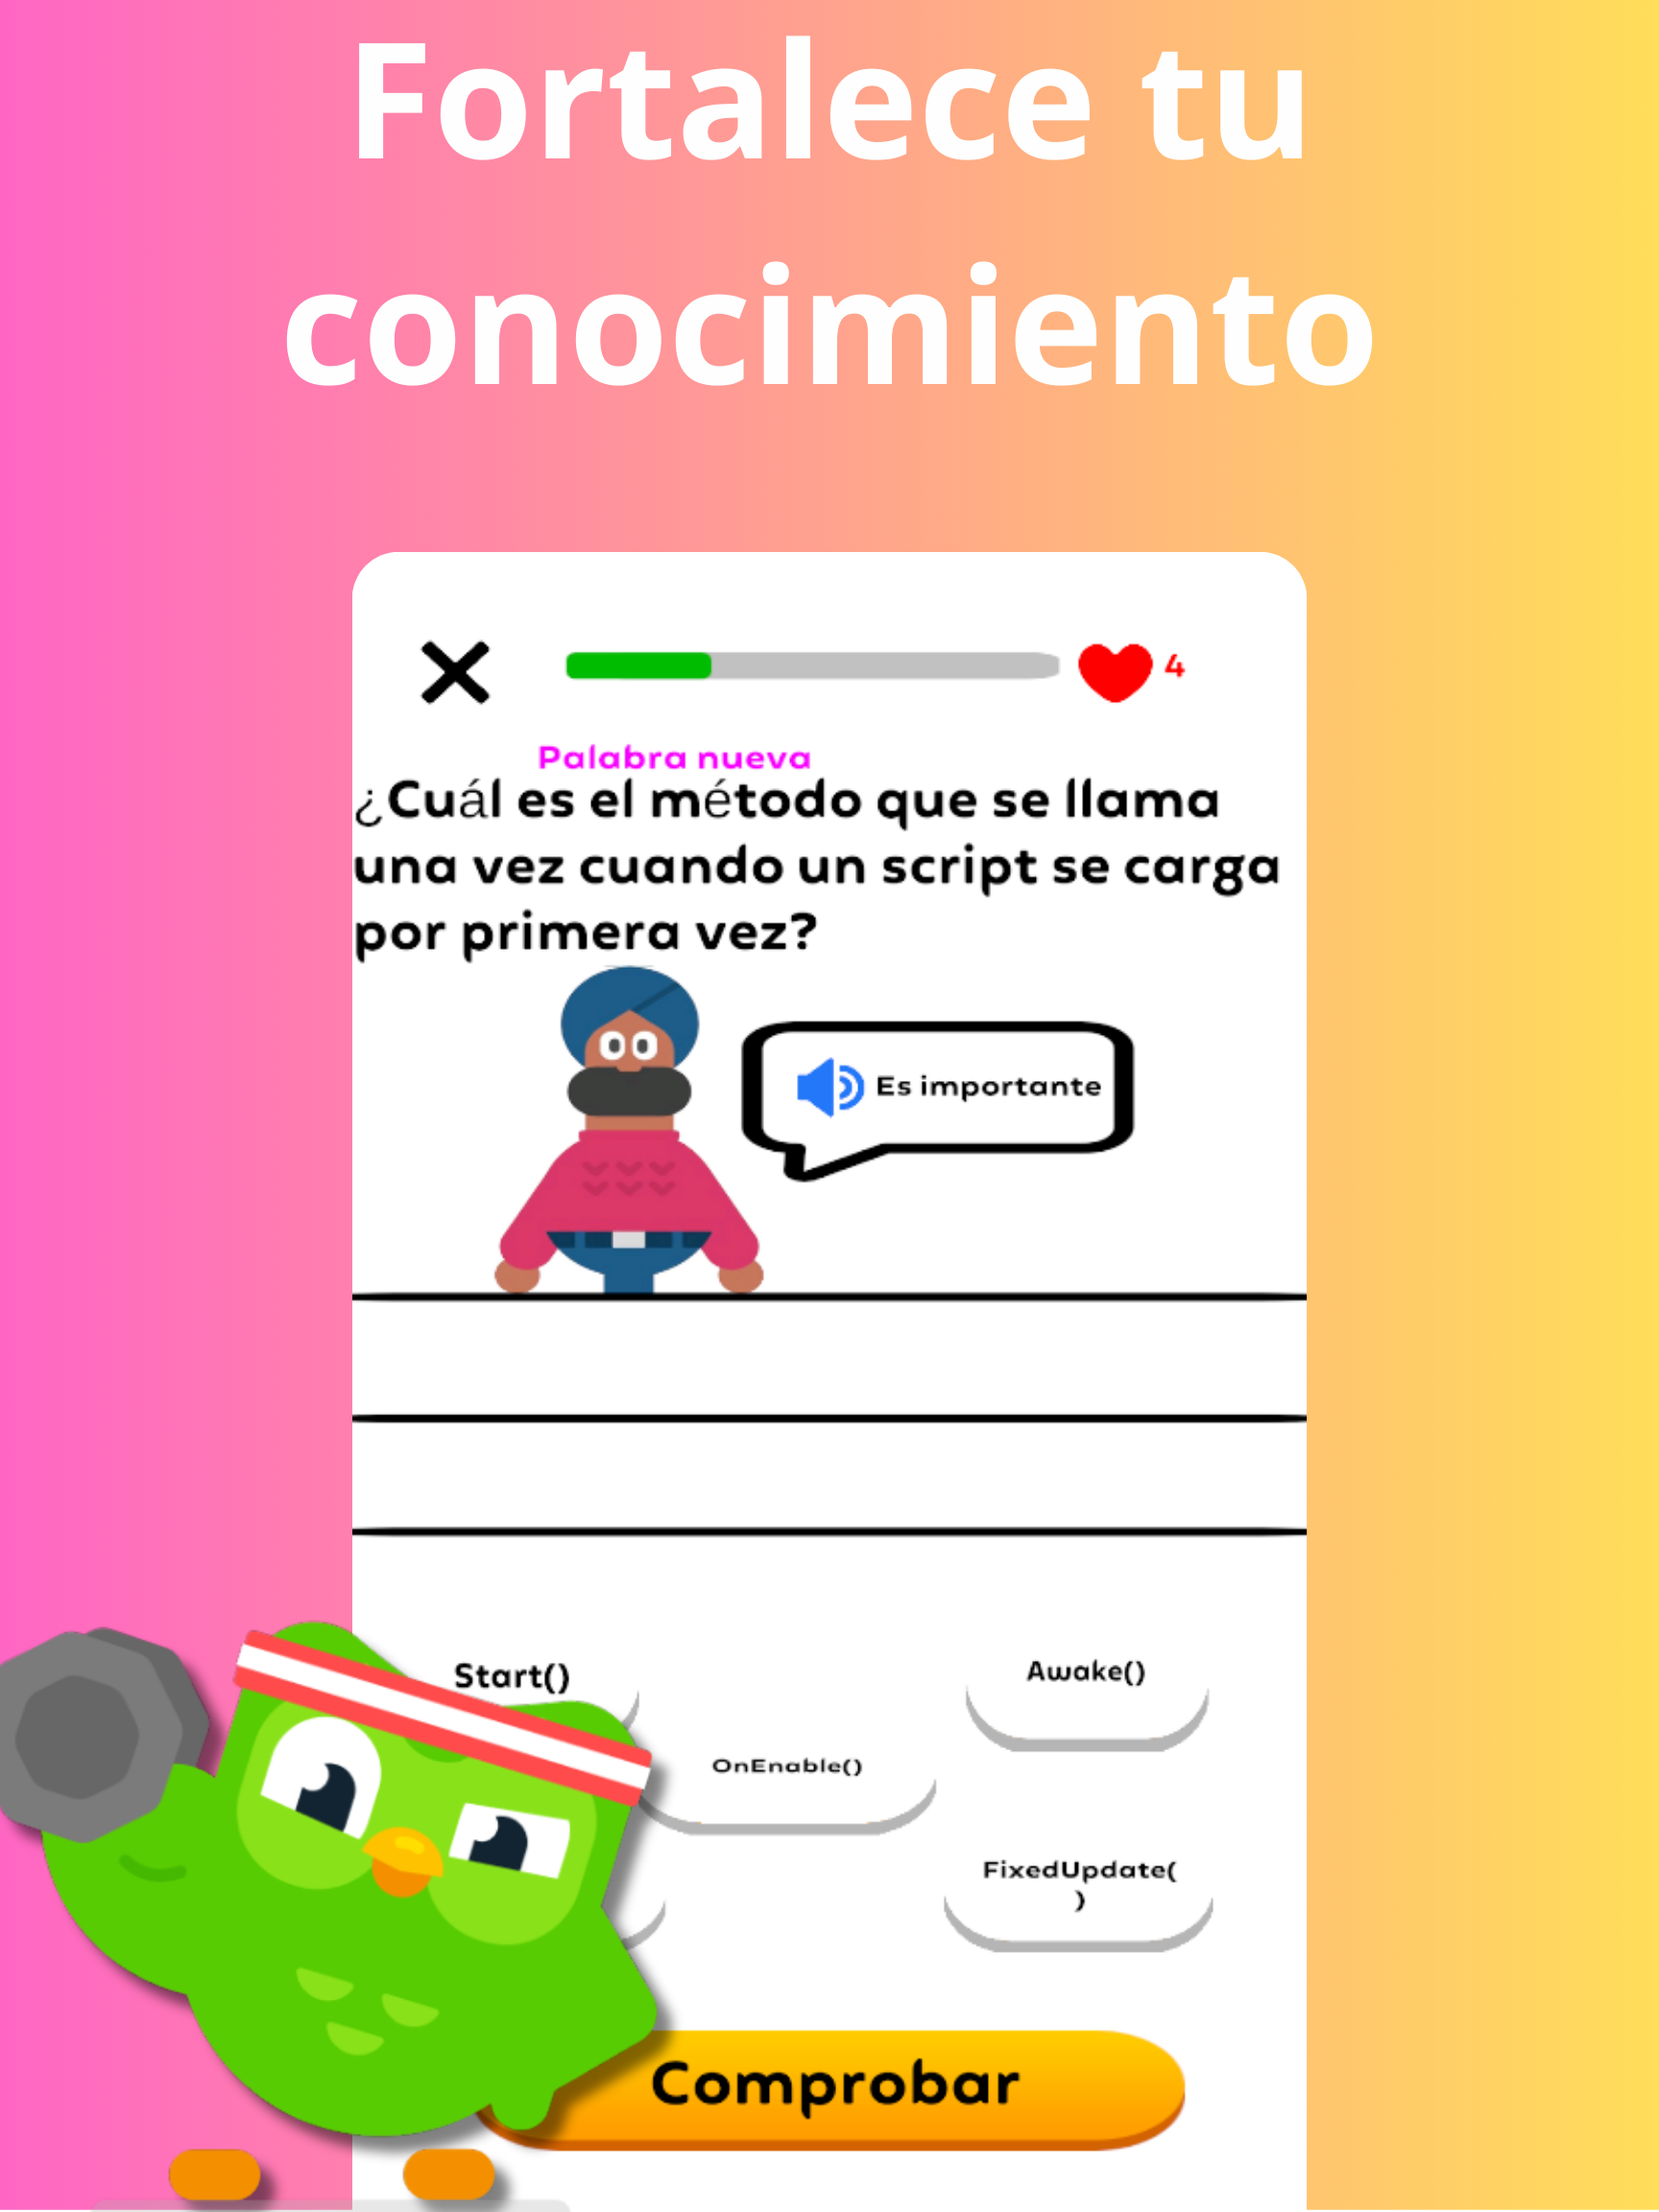 Fortalece tu
conocimiento
4
Palabra nueva
¿Cuál es el método que se llama
una vez cuando un script se carga
por primera vez?
Es importante
Start()
Awake()
OnEnable()
FixedUpdate(
)
Comprobar